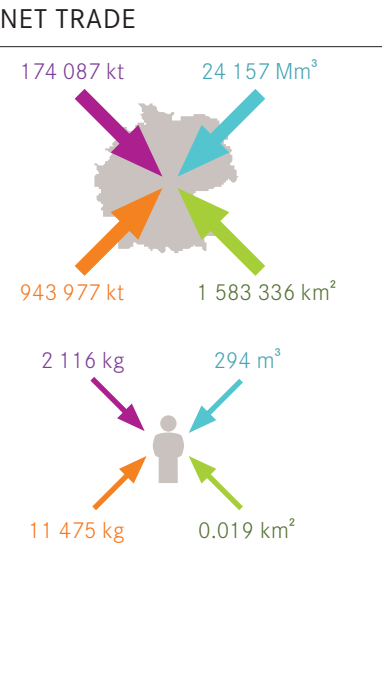 NET TRADE
174 087 kt 24 157 Mm³
943 977 kt 1 583 336 km²
2 116 kg 294 m³
11 475 kg 0.019 km²